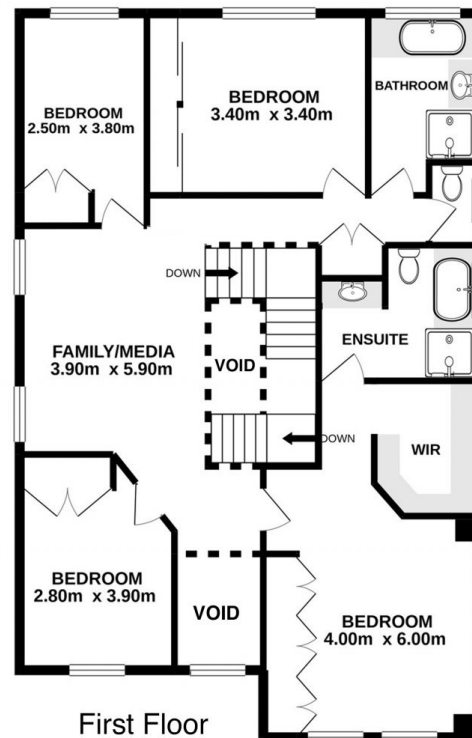 BEDROOM
2.50m x 3.80m
BEDROOM
3.40m x 3.40m
BATHROOM
DOWN
FAMILY/MEDIA
3.90m x 5.90m
VOID
ENSUITE
DOWN
WIR
BEDROOM
2.80m x 3.90m
VOID
BEDROOM
4.00m x 6.00m
First Floor